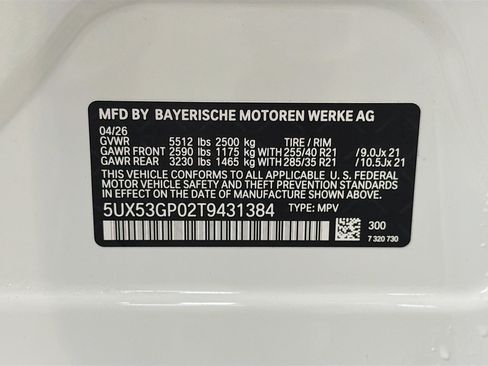 MFD BY BAYERISCHE MOTOREN WERKE AG
04/26
GVWR 5512 lbs 2500 kg TIRE / RIM
GAWR FRONT 2590 lbs 1175 kg WITH 255/40 R21 /9.0Jx 21
GAWR REAR 3230 lbs 1465 kg WITH 285/35 R21 /10.5Jx 21
THIS VEHICLE CONFORMS TO ALL APPLICABLE U. S. FEDERAL
MOTOR VEHICLE SAFETY AND THEFT PREVENTION STANDARDS
IN EFFECT ON THE DATE OF MANUFACTURE SHOWN ABOVE.
5UX53GP02T9431384 TYPE: MPV
300
7 320 730